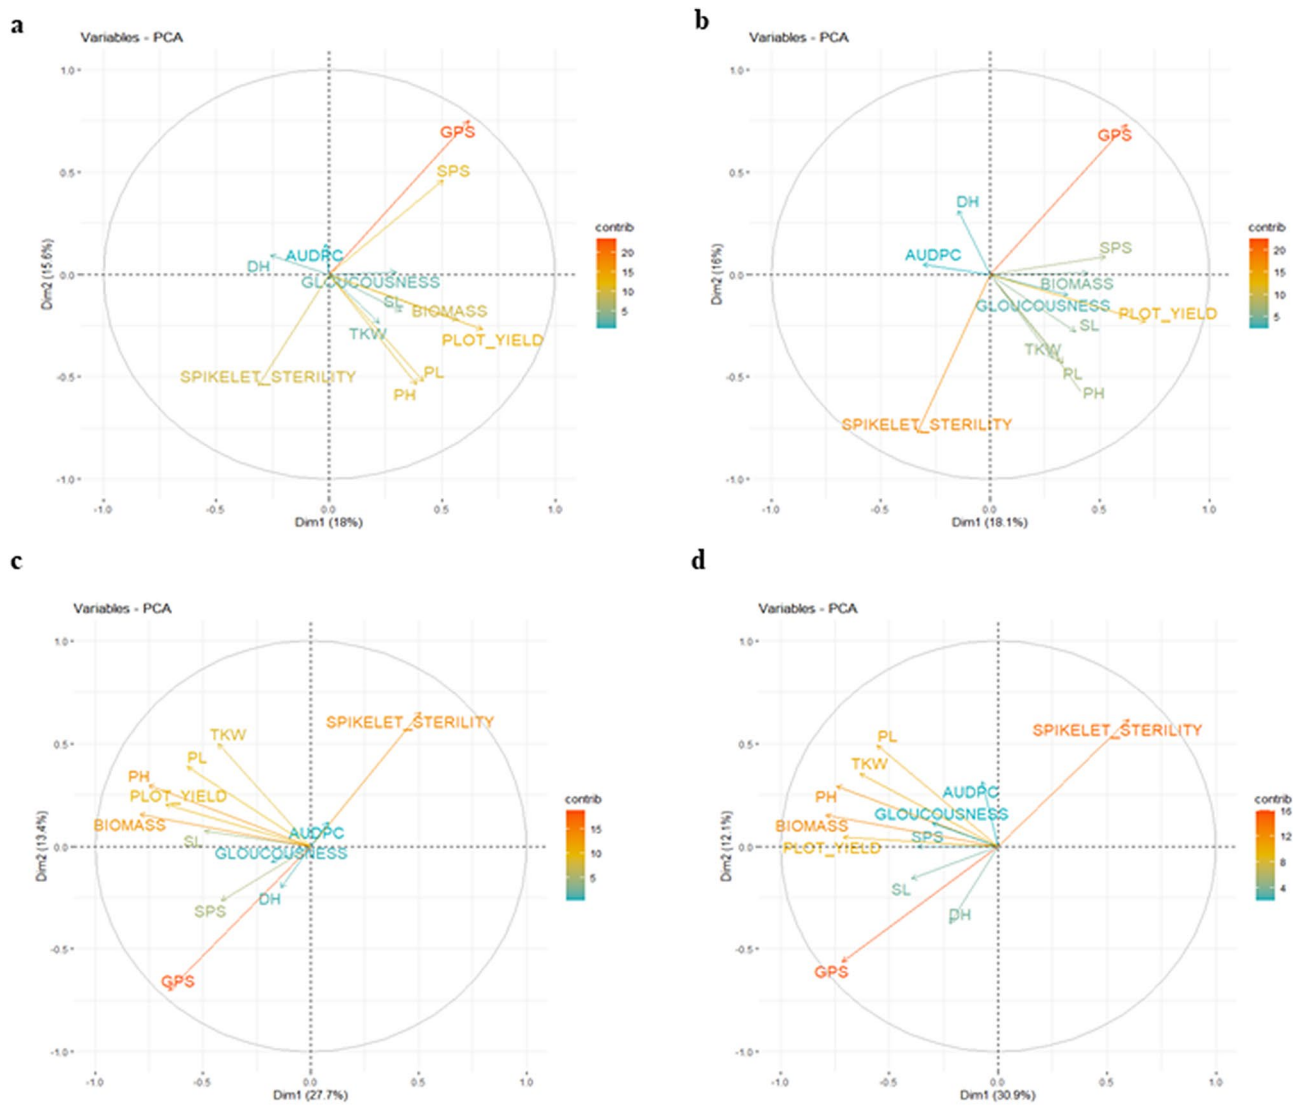 a
Variables - PCA
1.0
0.5
0.0
-0.5
-1.0
Dim2 (15.6%)
GPS
SPS
AUDPC
DH
GLOUCOUSNESS
SL
BIOMASS
TKW
PLOT_YIELD
PL
SPIKELET_STERILITY
PH
-1.0 -0.5 0.0 0.5 1.0
Dim1 (18%)
contrib
20
15
10
5
b
Variables - PCA
1.0
0.5
0.0
-0.5
-1.0
Dim2 (16%)
GPS
DH
SPS
AUDPC
BIOMASS
GLOUCOUSNESS
PLOT_YIELD
SL
TKW
PL
PH
SPIKELET_STERILITY
-1.0 -0.5 0.0 0.5 1.0
Dim1 (18.1%)
contrib
20
15
10
5
c
Variables - PCA
1.0
0.5
0.0
-0.5
-1.0
Dim2 (13.4%)
SPIKELET_STERILITY
TKW
PL
PH
PLOT_YIELD
BIOMASS
AUDPC
SL
GLOUCOUSNESS
DH
SPS
GPS
-1.0 -0.5 0.0 0.5 1.0
Dim1 (27.7%)
contrib
15
10
5
d
Variables - PCA
1.0
0.5
0.0
-0.5
-1.0
Dim2 (12.1%)
SPIKELET_STERILITY
PL
TKW
AUDPC
PH
GLOUCOUSNESS
BIOMASS
SPS
PLOT_YIELD
SL
DH
GPS
-1.0 -0.5 0.0 0.5 1.0
Dim1 (30.9%)
contrib
16
12
8
4